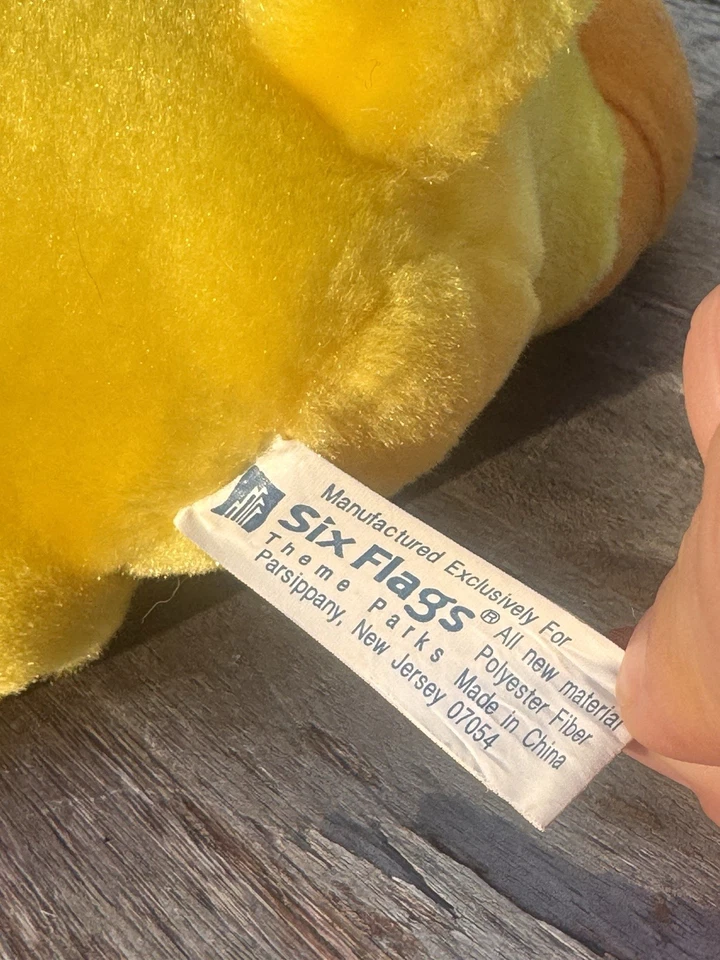 Manufactured Exclusively For
Six Flags®
Theme Parks
Parsippany, New Jersey 07054
All new material
Polyester Fiber
Made in China